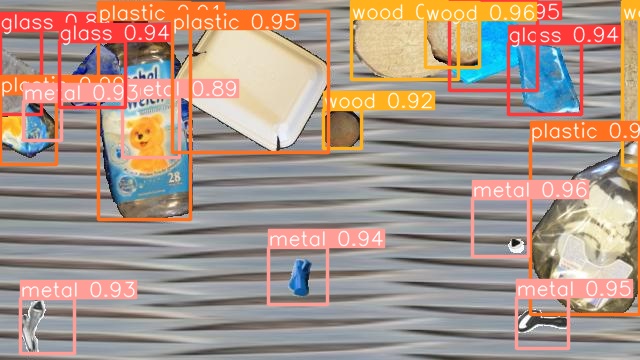 glass 0.8
plastic 0.91
plastic 0.95
wood 0
wood 0.96
95
glass 0.94
glass 0.94
metal 0.93
etal 0.89
wood 0.92
plastic 0.9
28
metal 0.96
metal 0.94
metal 0.93
metal 0.95